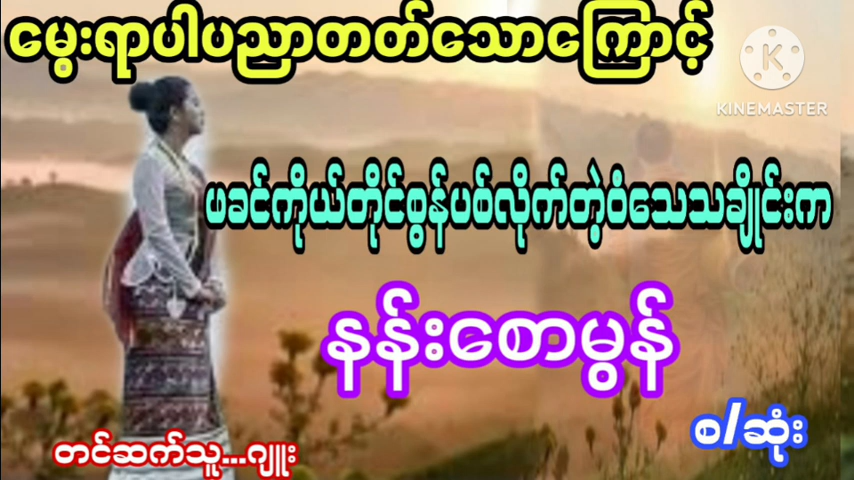 မွေးရာပါပညာတတ်သောကြောင့်
KINEMASTER
ဖခင်ကိုယ်တိုင်စွန့်ပစ်လိုက်တဲ့ဝံသေသချိုင်းက
နန်းစောမွန်
စ/ဆုံး
တင်ဆက်သူ...ဂျူး